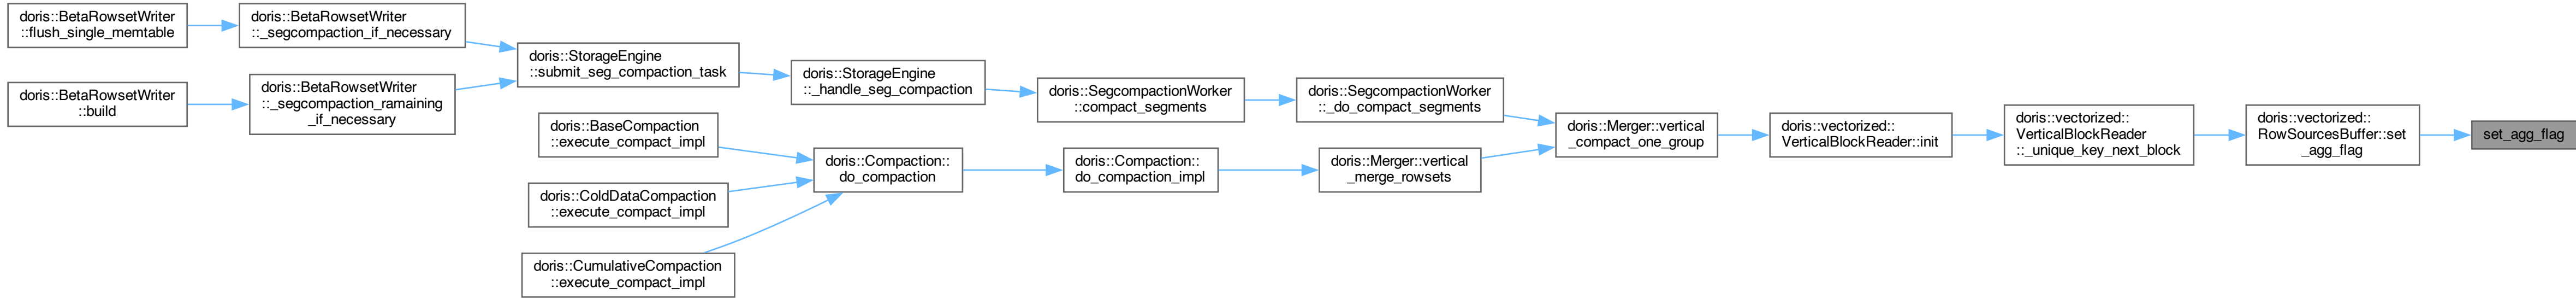 doris::BetaRowsetWriter
::flush_single_memtable
doris::BetaRowsetWriter
::_segcompaction_if_necessary
doris::BetaRowsetWriter
::build
doris::BetaRowsetWriter
::_segcompaction_ramaining
_if_necessary
doris::StorageEngine
::submit_seg_compaction_task
doris::StorageEngine
::_handle_seg_compaction
doris::SegcompactionWorker
::compact_segments
doris::SegcompactionWorker
::_do_compact_segments
doris::BaseCompaction
::execute_compact_impl
doris::ColdDataCompaction
::execute_compact_impl
doris::CumulativeCompaction
::execute_compact_impl
doris::Compaction::
do_compaction
doris::Compaction::
do_compaction_impl
doris::Merger::vertical
_merge_rowsets
doris::Merger::vertical
_compact_one_group
doris::vectorized::
VerticalBlockReader::init
doris::vectorized::
VerticalBlockReader
::_unique_key_next_block
doris::vectorized::
RowSourcesBuffer::set
_agg_flag
set_agg_flag